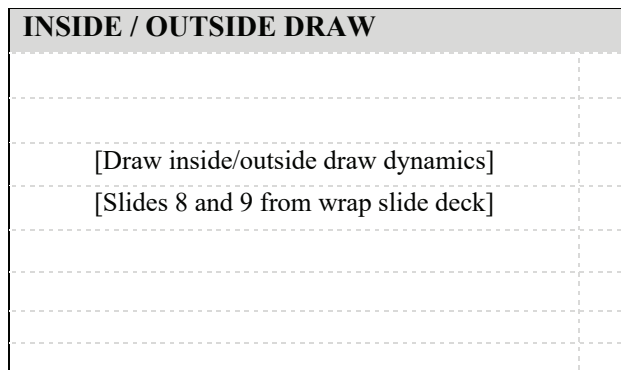 INSIDE / OUTSIDE DRAW
[Draw inside/outside draw dynamics]
[Slides 8 and 9 from wrap slide deck]